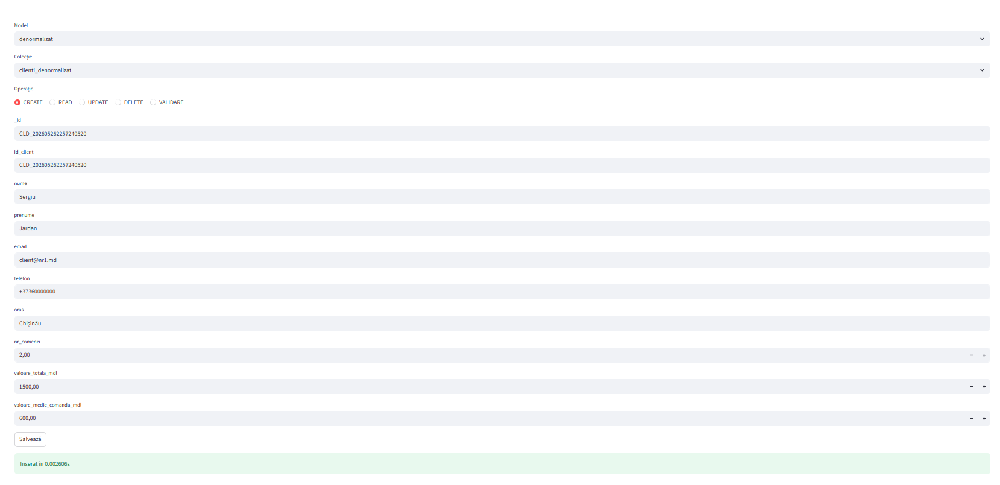 Model
denormalizat
Colecție
clienti_denormalizat
Operație
CREATE READ UPDATE DELETE VALIDARE
_id
CLD_202605262257240520
id_client
CLD_202605262257240520
nume
Sergiu
prenume
Jardan
email
client@nr1.md
telefon
+37360000000
oras
Chișinău
nr_comenzi
2,00
valoare_totala_mdl
1500,00
valoare_medie_comanda_mdl
600,00
Salvează
Inserat în 0.002606s